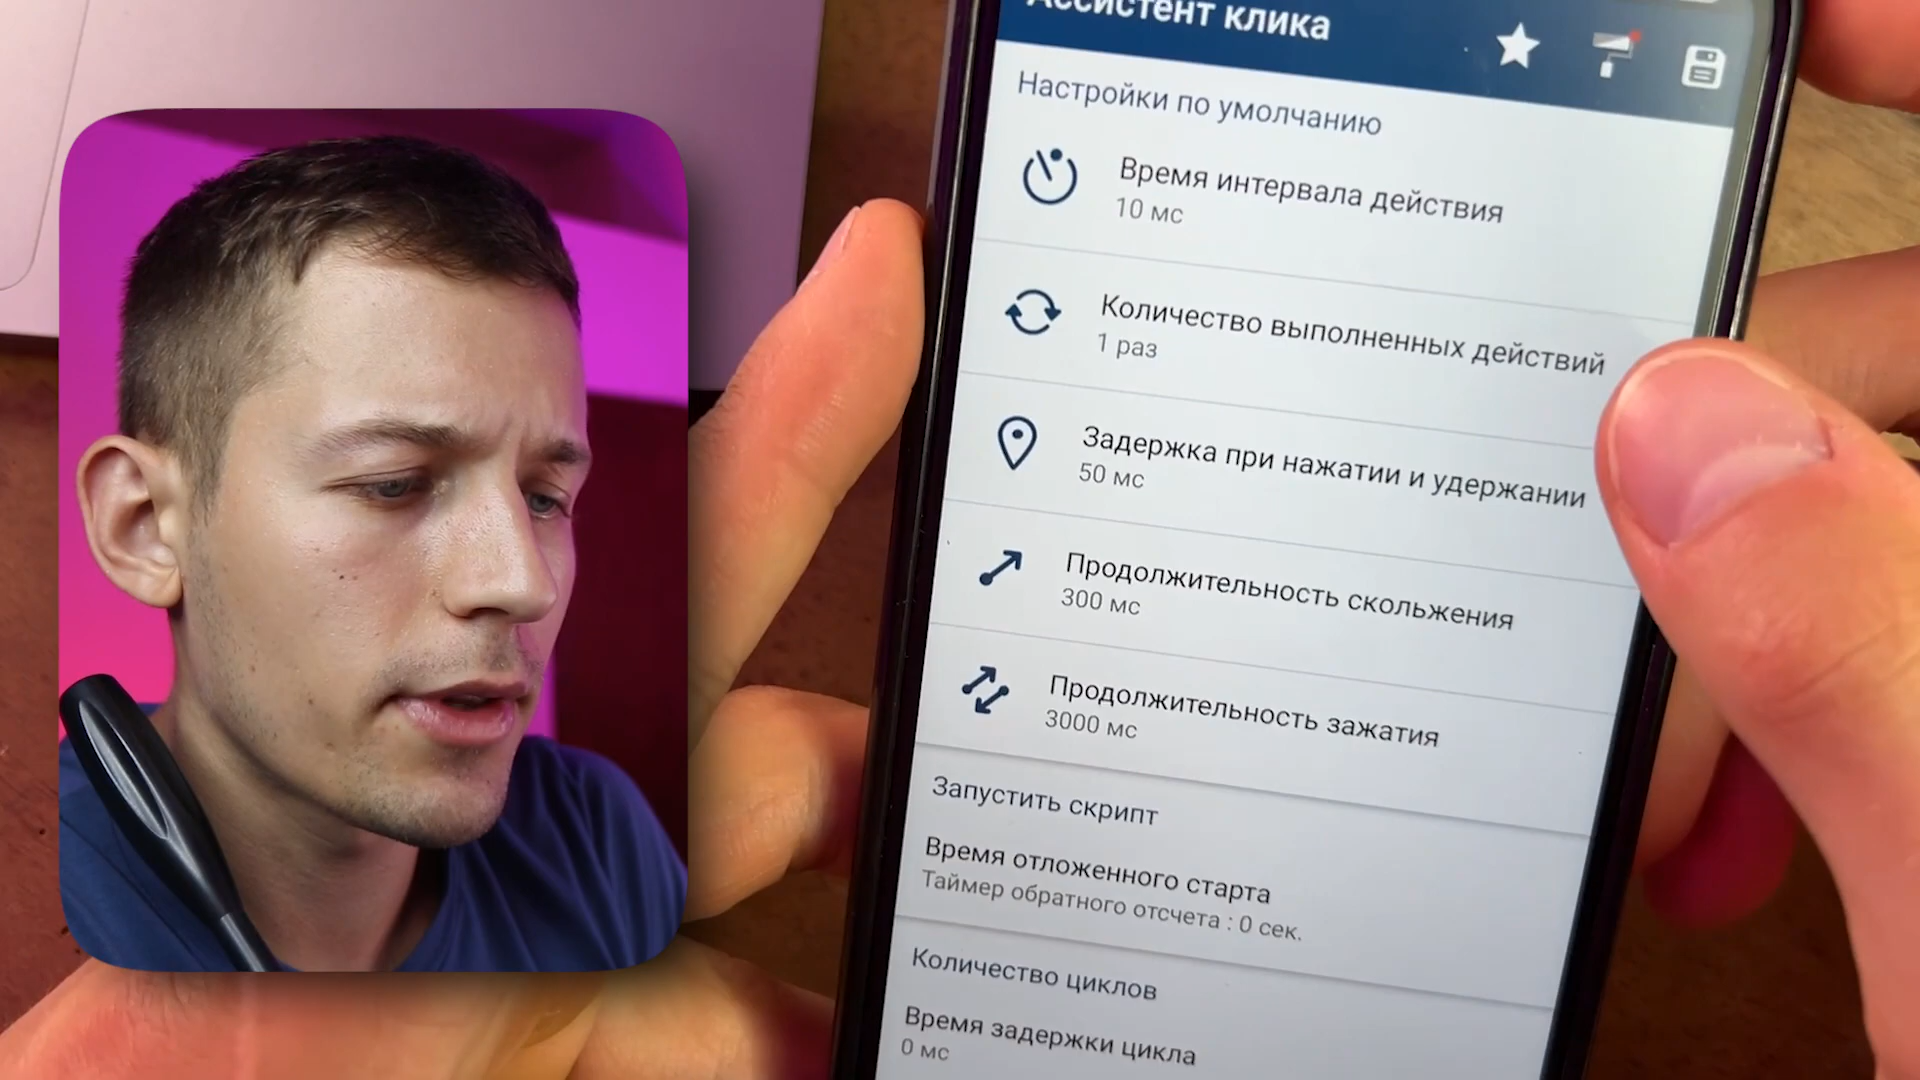 Ассистент клика
Настройки по умолчанию
Время интервала действия
10 мс
Количество выполненных действий
1 раз
Задержка при нажатии и удержании
50 мс
Продолжительность скольжения
300 мс
Продолжительность зажатия
3000 мс
Запустить скрипт
Время отложенного старта
Таймер обратного отсчета : 0 сек.
Количество циклов
Время задержки цикла
0 мс